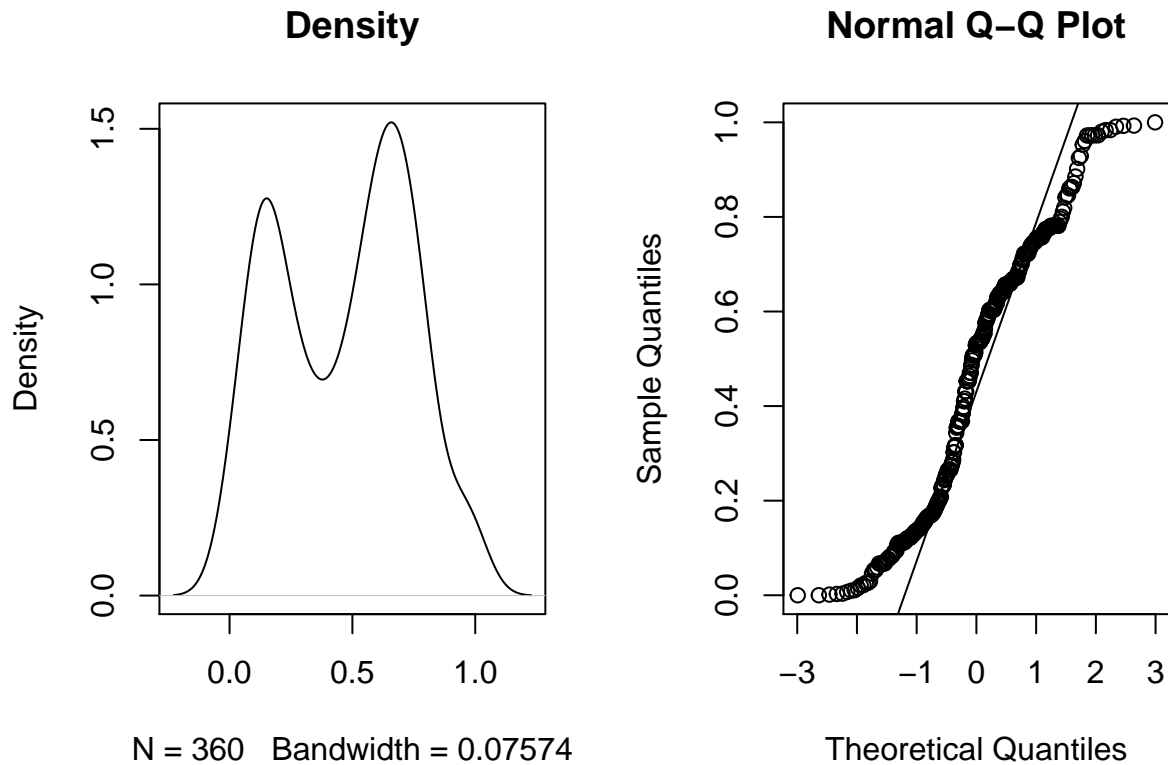 Density
Density
0.0
0.5
1.0
1.5
0.0 0.5 1.0
N = 360 Bandwidth = 0.07574
Normal Q−Q Plot
Sample Quantiles
0.0
0.2
0.4
0.6
0.8
1.0
−3 −1 0 1 2 3
Theoretical Quantiles